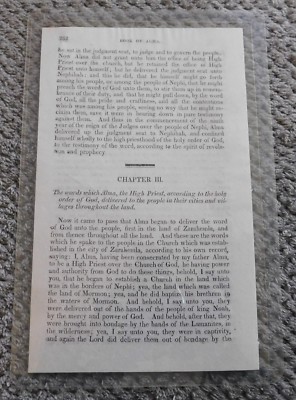 BOOK OF ALMA.
he sat in the judgment seat, to judge and to govern the people.
Now Alma did not grant unto him the office of being High
Priest over the church, but he retained the office of High
Priest unto himself; but he delivered the judgment seat unto
Nephihah: and this he did, that he himself might go forth
among his people, or among the people of Nephi, that he might
preach the word of God unto them, to stir them up in remem-
brance of their duty, and that he might pull down, by the word
of God, all the pride and craftiness, and all the contentions
which was among his people, seeing no way that he might re-
claim them, save it were in bearing down in pure testimony
against them. And thus in the commencement of the ninth
year of the reign of the Judges over the people of Nephi, Alma
delivered up the judgment seat to Nephihah, and confined
himself wholly to the high priesthood of the holy order of God,
to the testimony of the word, according to the spirit of revela-
tion and prophecy.
CHAPTER III.
The words which Alma, the High Priest, according to the holy
order of God, delivered to the people in their cities and vil-
lages throughout the land.
Now it came to pass that Alma began to deliver the word
of God unto the people, first in the land of Zarahemla, and
from thence throughout all the land. And these are the words
which he spake to the people in the Church which was estab-
lished in the city of Zarahemla, according to his own record,
saying: I, Alma, having been consecrated by my father Alma,
to be a High Priest over the Church of God, he having power
and authority from God to do these things, behold, I say unto
you, that he began to establish a Church in the land which
was in the borders of Nephi; yea, the land which was called
the land of Mormon; yea, and he did baptize his brethren in
the waters of Mormon. And behold, I say unto you, they
were delivered out of the hands of the people of king Noah,
by the mercy and power of God. And behold, after that, they
were brought into bondage by the hands of the Lamanites, in
the wilderness; yea, I say unto you, they were in captivity,
and again the Lord did deliver them out of bondage by the